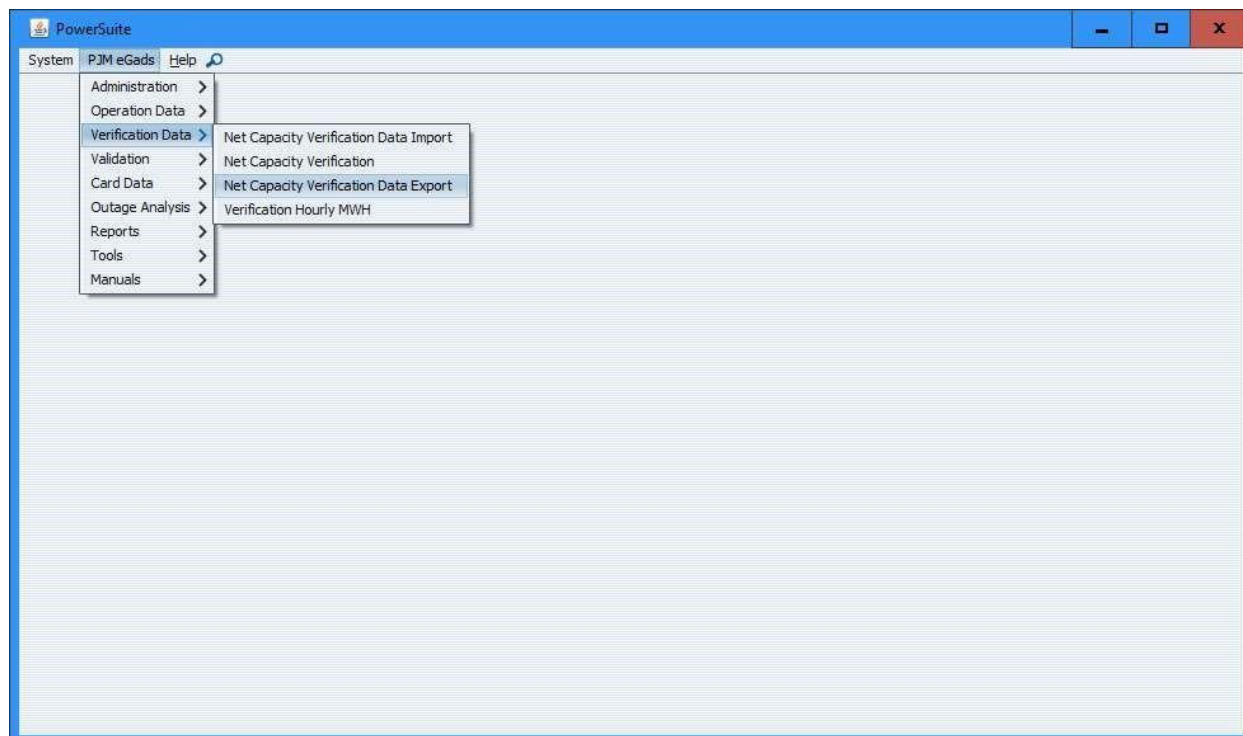 PowerSuite
System PJM eGads Help
Administration
Operation Data
Verification Data
Validation
Card Data
Outage Analysis
Reports
Tools
Manuals
Net Capacity Verification Data Import
Net Capacity Verification
Net Capacity Verification Data Export
Verification Hourly MWH